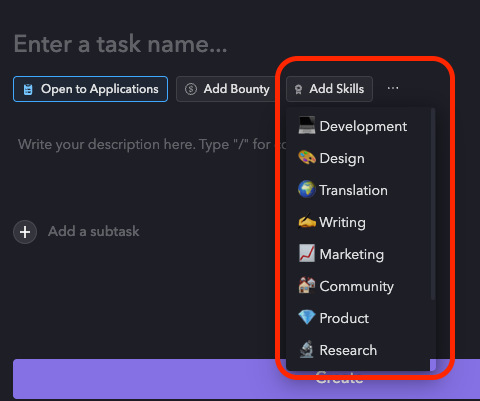 Enter a task name...
Open to Applications
Add Bounty
Add Skills
...
Write your description here. Type "/" for co
Development
Design
Translation
Writing
Marketing
Community
Product
Research
Add a subtask
Create